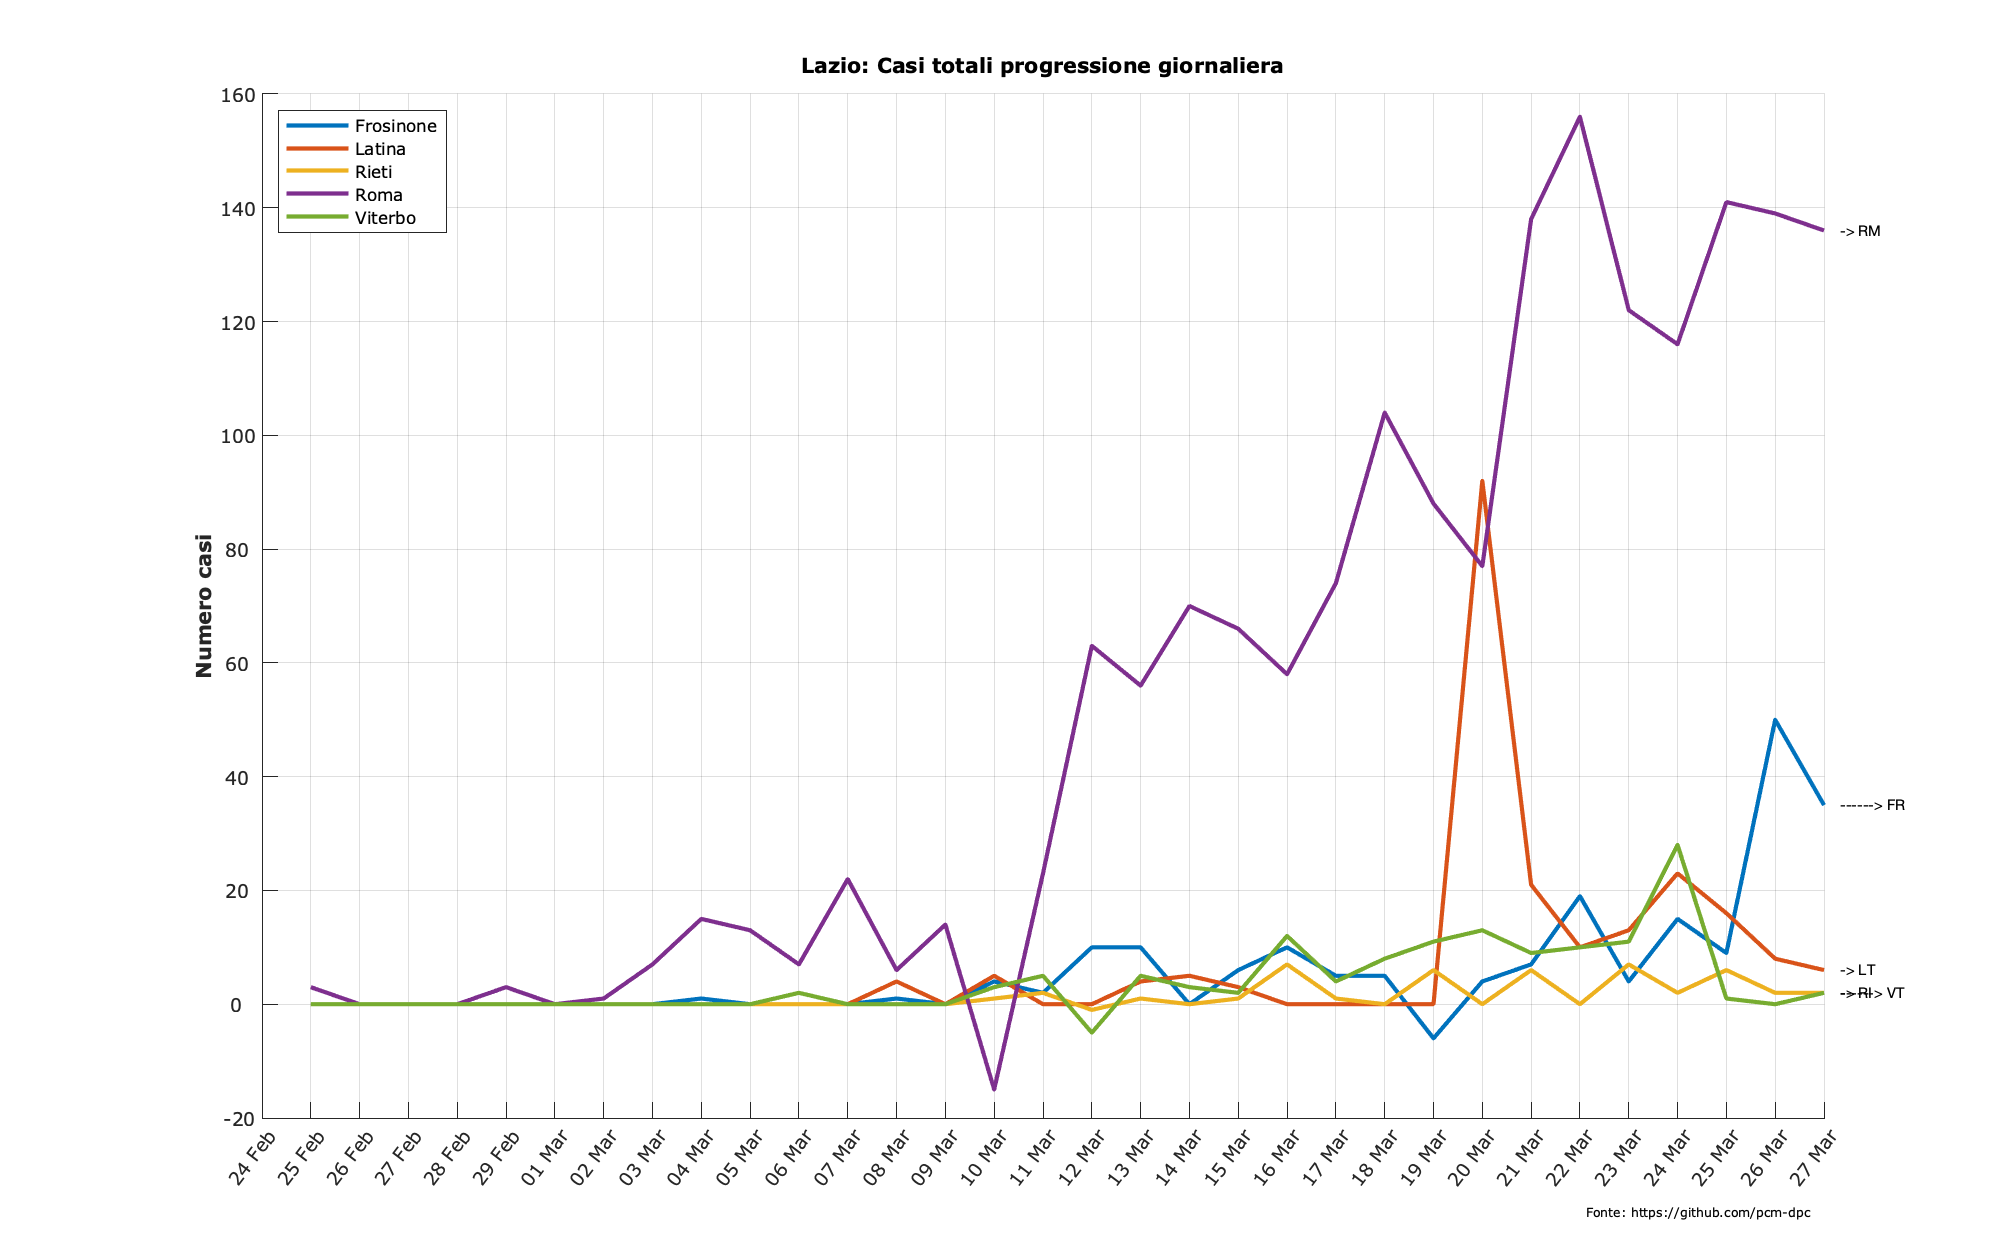 Lazio: Casi totali progressione giornaliera
160
140
120
100
80
60
40
20
0
-20
Numero casi
Frosinone
Latina
Rieti
Roma
Viterbo
-> RM
------> FR
-> LT
-> RI
------> VT
24 Feb
25 Feb
26 Feb
27 Feb
28 Feb
29 Feb
01 Mar
02 Mar
03 Mar
04 Mar
05 Mar
06 Mar
07 Mar
08 Mar
09 Mar
10 Mar
11 Mar
12 Mar
13 Mar
14 Mar
15 Mar
16 Mar
17 Mar
18 Mar
19 Mar
20 Mar
21 Mar
22 Mar
23 Mar
24 Mar
25 Mar
26 Mar
27 Mar
Fonte: https://github.com/pcm-dpc